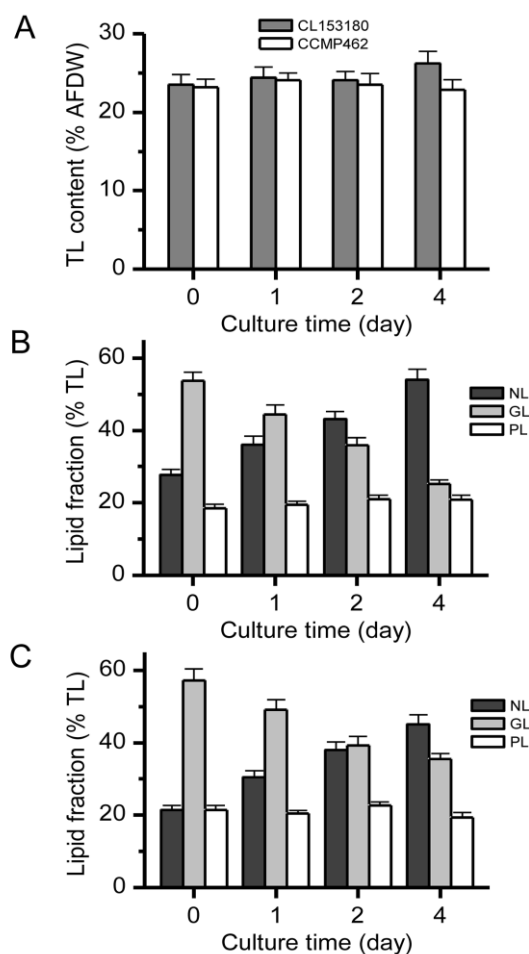 A
CL153180
CCMP462
TL content (% AFDW)
30
20
10
0
0 1 2 4
Culture time (day)
B
NL
GL
PL
Lipid fraction (% TL)
60
40
20
0
0 1 2 4
Culture time (day)
C
NL
GL
PL
Lipid fraction (% TL)
60
40
20
0
0 1 2 4
Culture time (day)